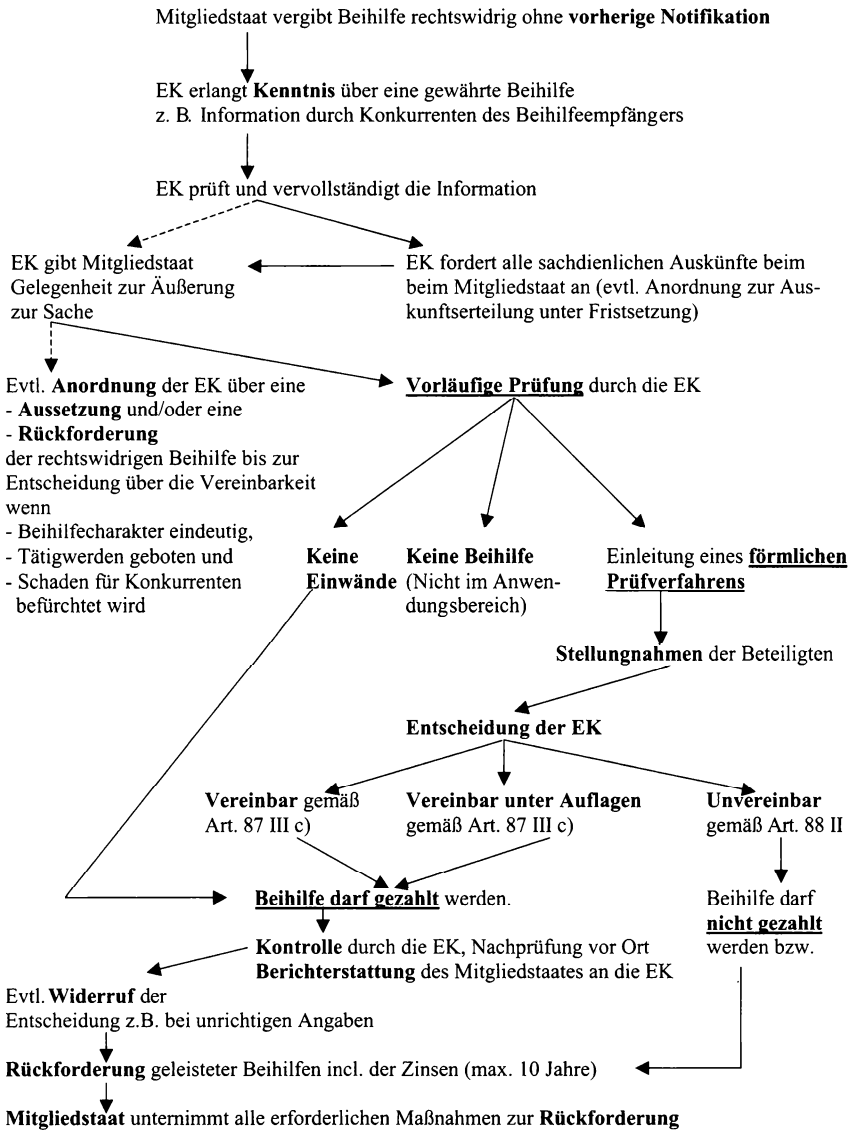 Mitgliedstaat vergibt Beihilfe rechtswidrig ohne vorherige Notifikation
EK erlangt Kenntnis über eine gewährte Beihilfe
z. B. Information durch Konkurrenten des Beihilfeempfängers
EK prüft und vervollständigt die Information
EK gibt Mitgliedstaat
Gelegenheit zur Äußerung
zur Sache
EK fordert alle sachdienlichen Auskünfte beim
beim Mitgliedstaat an (evtl. Anordnung zur Aus-
kunftserteilung unter Fristsetzung)
Evtl. Anordnung der EK über eine
- Aussetzung und/oder eine
- Rückforderung
der rechtswidrigen Beihilfe bis zur
Entscheidung über die Vereinbarkeit
wenn
- Beihilfecharakter eindeutig,
- Tätigwerden geboten und
- Schaden für Konkurrenten
befürchtet wird
Vorläufige Prüfung durch die EK
Keine
Einwände
Keine Beihilfe
(Nicht im Anwen-
dungsbereich)
Einleitung eines förmlichen
Prüfverfahrens
Stellungnahmen der Beteiligten
Entscheidung der EK
Vereinbar gemäß
Art. 87 III c)
Vereinbar unter Auflagen
gemäß Art. 87 III c)
Unvereinbar
gemäß Art. 88 II
Beihilfe darf gezahlt werden.
Beihilfe darf
nicht gezahlt
werden bzw.
Kontrolle durch die EK, Nachprüfung vor Ort
Berichterstattung des Mitgliedstaates an die EK
Evtl. Widerruf der
Entscheidung z.B. bei unrichtigen Angaben
Rückforderung geleisteter Beihilfen incl. der Zinsen (max. 10 Jahre)
Mitgliedstaat unternimmt alle erforderlichen Maßnahmen zur Rückforderung